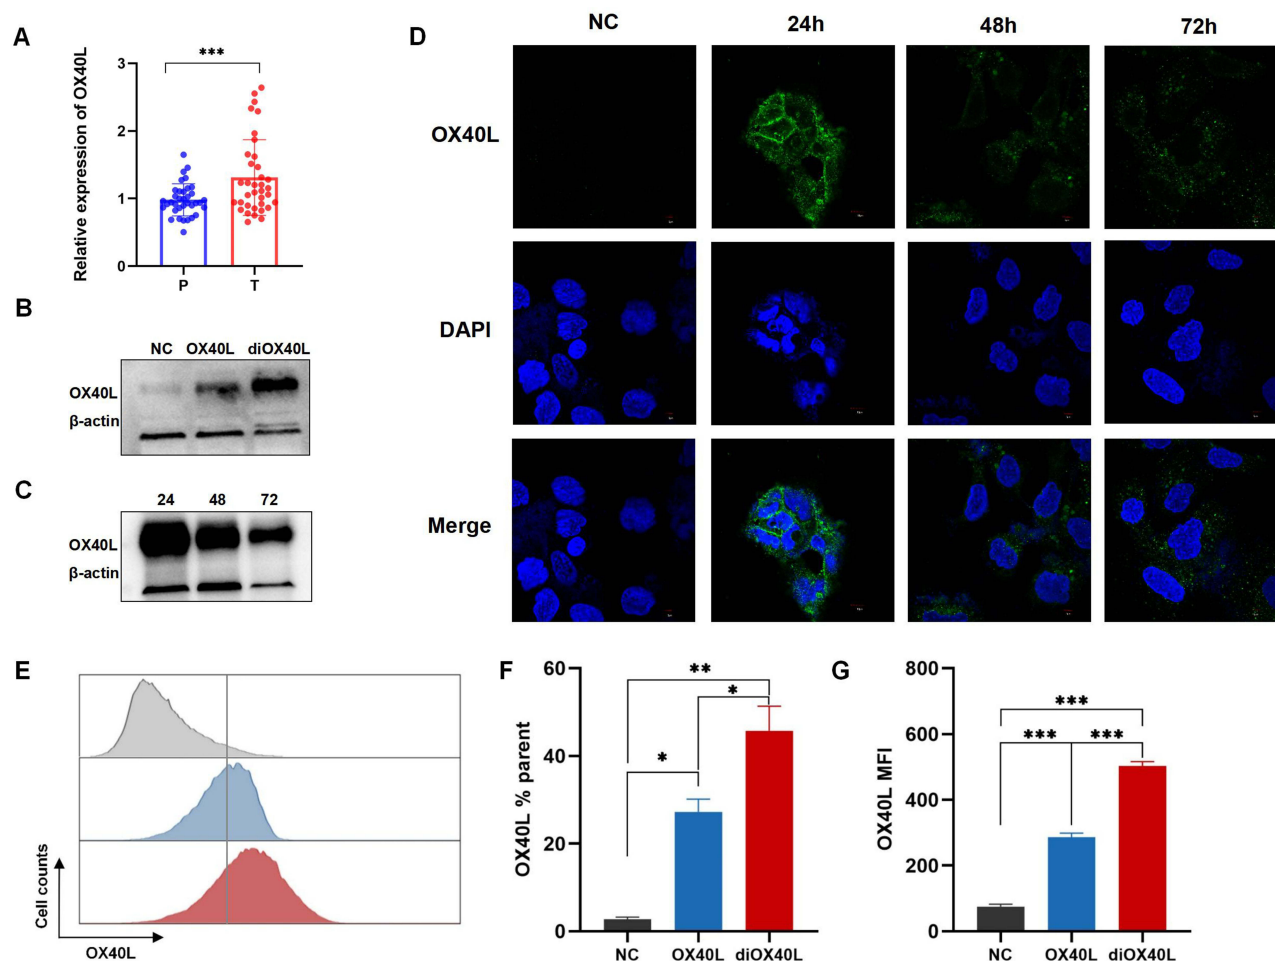 A
Relative expression of OX40L
***
3
2
1
0
P
T
B
NC OX40L diOX40L
OX40L
β-actin
C
24 48 72
OX40L
β-actin
D
NC 24h 48h 72h
OX40L
DAPI
Merge
E
Cell counts
OX40L
F
OX40L % parent
60
40
20
0
**
*
*
NC OX40L diOX40L
G
OX40L MFI
800
600
400
200
0
***
*** ***
NC OX40L diOX40L